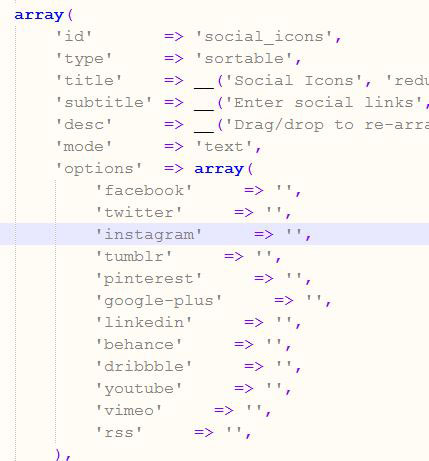 array(
'id' => 'social_icons',
'type' => 'sortable',
'title' => __('Social Icons', 'redu
'subtitle' => __('Enter social links',
'desc' => __('Drag/drop to re-arra
'mode' => 'text',
'options' => array(
'facebook' => '',
'twitter' => '',
'instagram' => '',
'tumblr' => '',
'pinterest' => '',
'google-plus' => '',
'linkedin' => '',
'behance' => '',
'dribbble' => '',
'youtube' => '',
'vimeo' => '',
'rss' => '',
),